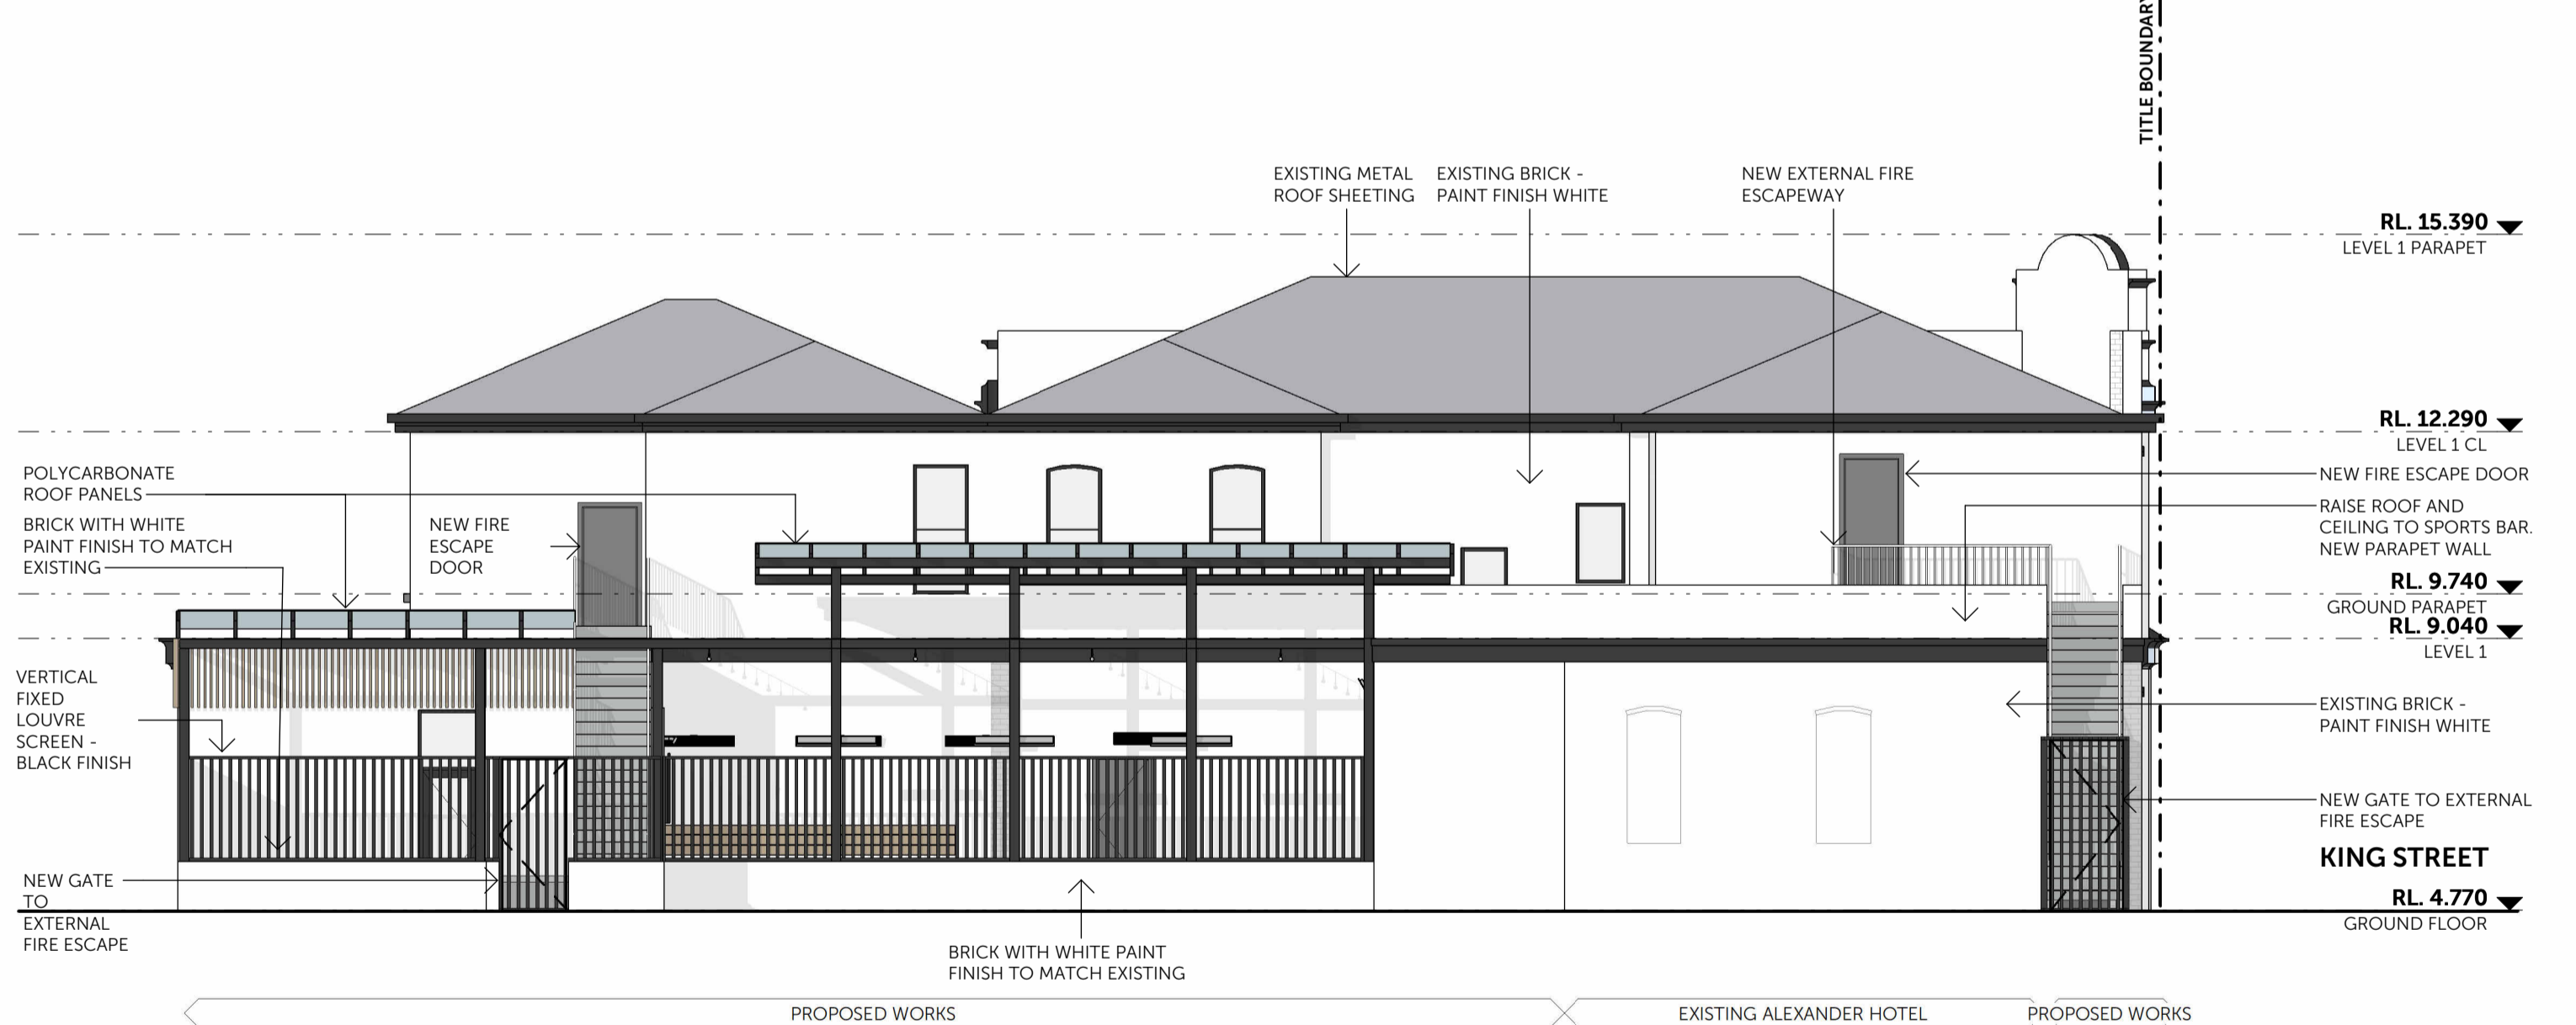 TITLE BOUNDARY
EXISTING METAL
ROOF SHEETING
EXISTING BRICK -
PAINT FINISH WHITE
NEW EXTERNAL FIRE
ESCAPEWAY
RL. 15.390
LEVEL 1 PARAPET
RL. 12.290
LEVEL 1 CL
NEW FIRE ESCAPE DOOR
RAISE ROOF AND
CEILING TO SPORTS BAR.
NEW PARAPET WALL
RL. 9.740
GROUND PARAPET
RL. 9.040
LEVEL 1
EXISTING BRICK -
PAINT FINISH WHITE
NEW GATE TO EXTERNAL
FIRE ESCAPE
KING STREET
RL. 4.770
GROUND FLOOR
POLYCARBONATE
ROOF PANELS
BRICK WITH WHITE
PAINT FINISH TO MATCH
EXISTING
NEW FIRE
ESCAPE
DOOR
VERTICAL
FIXED
LOUVRE
SCREEN -
BLACK FINISH
NEW GATE
TO
EXTERNAL
FIRE ESCAPE
BRICK WITH WHITE PAINT
FINISH TO MATCH EXISTING
PROPOSED WORKS
EXISTING ALEXANDER HOTEL
PROPOSED WORKS